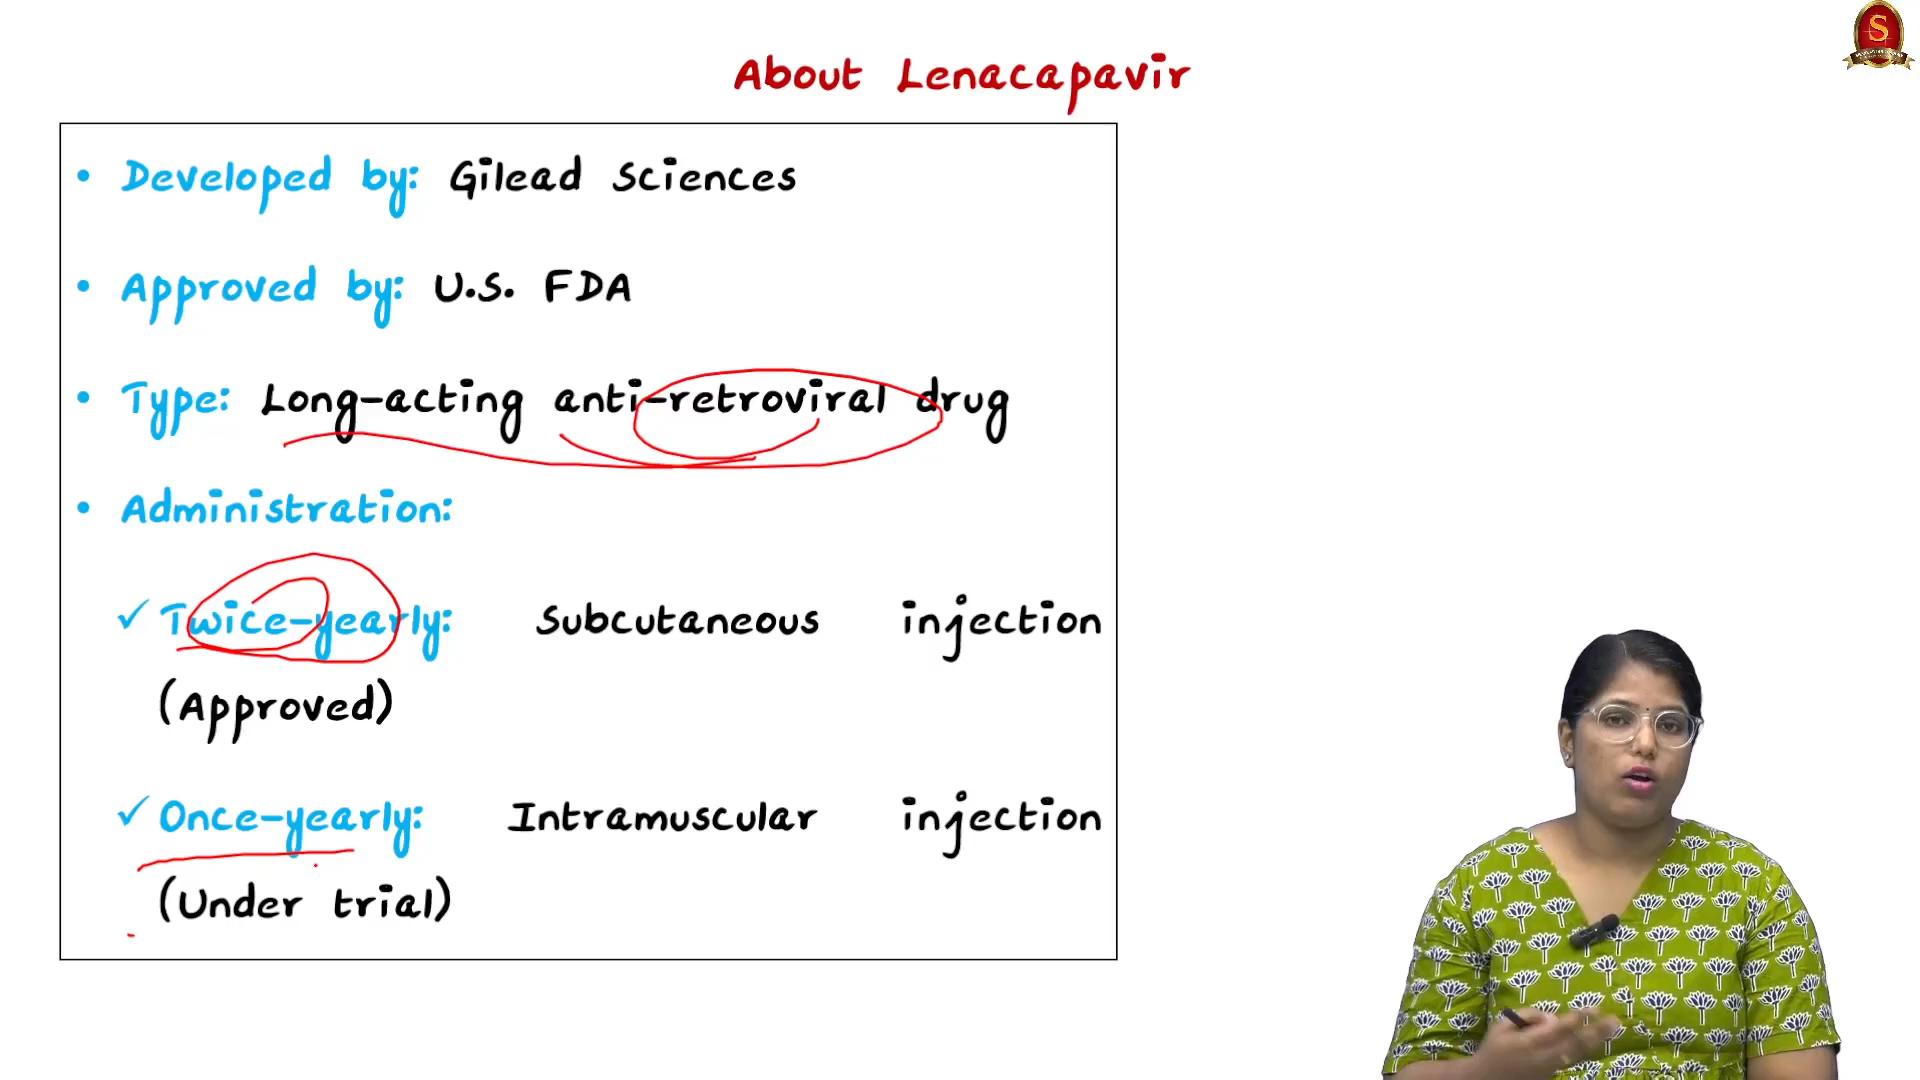 About Lenacapavir
• Developed by: Gilead Sciences
• Approved by: U.S. FDA
• Type: Long-acting anti-retroviral drug
• Administration:
✓ Twice-yearly: Subcutaneous injection
(Approved)
✓ Once-yearly: Intramuscular injection
(Under trial)
S